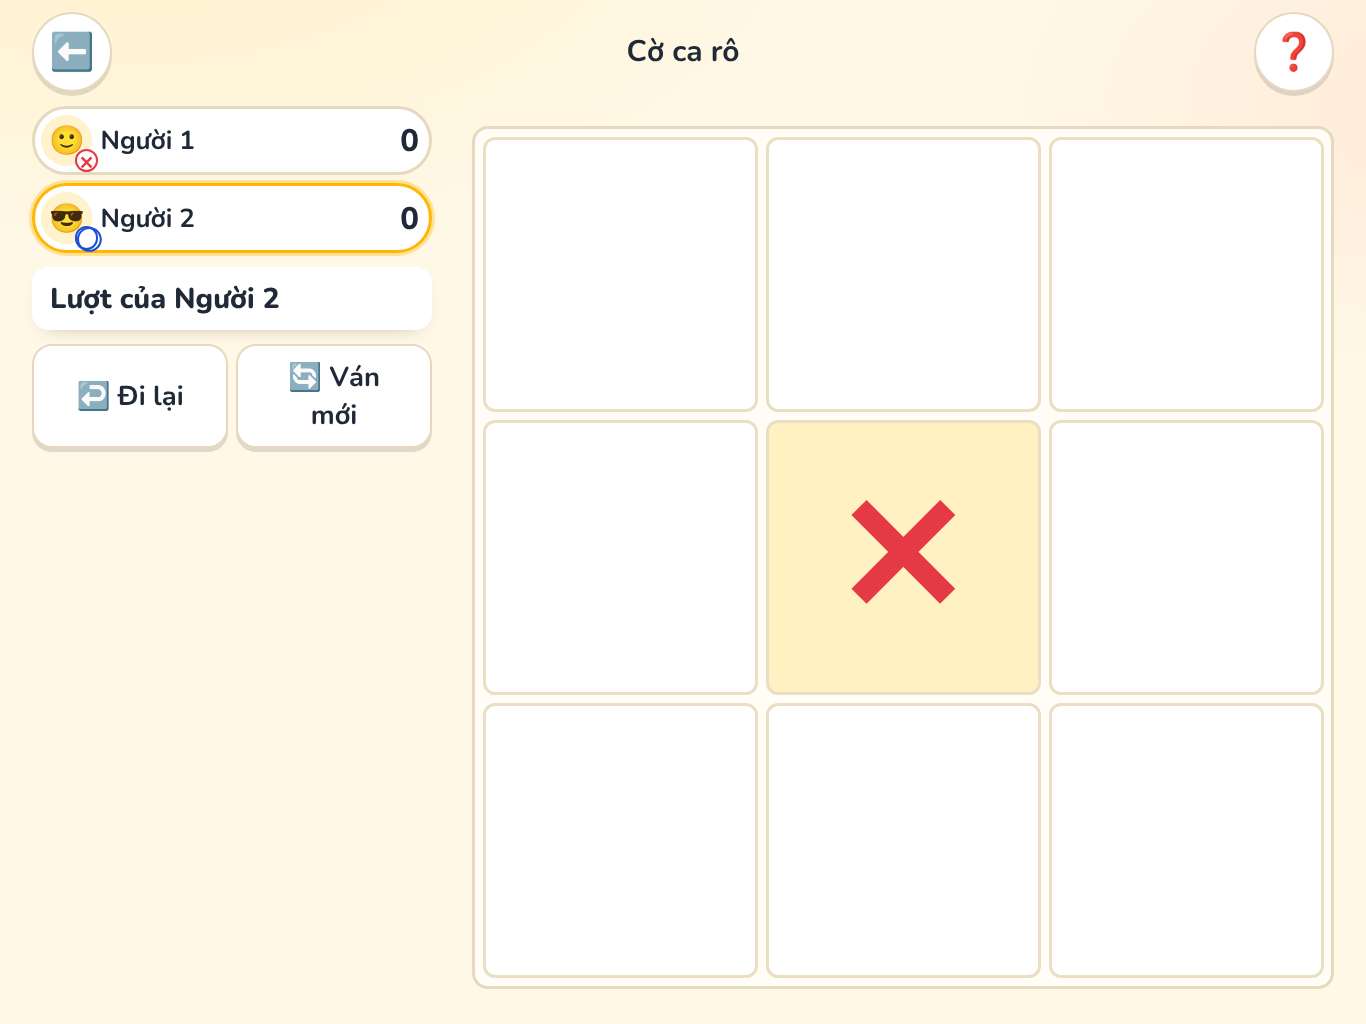 Cờ ca rô
Người 1 0
Người 2 0
Lượt của Người 2
Đi lại
Ván
mới